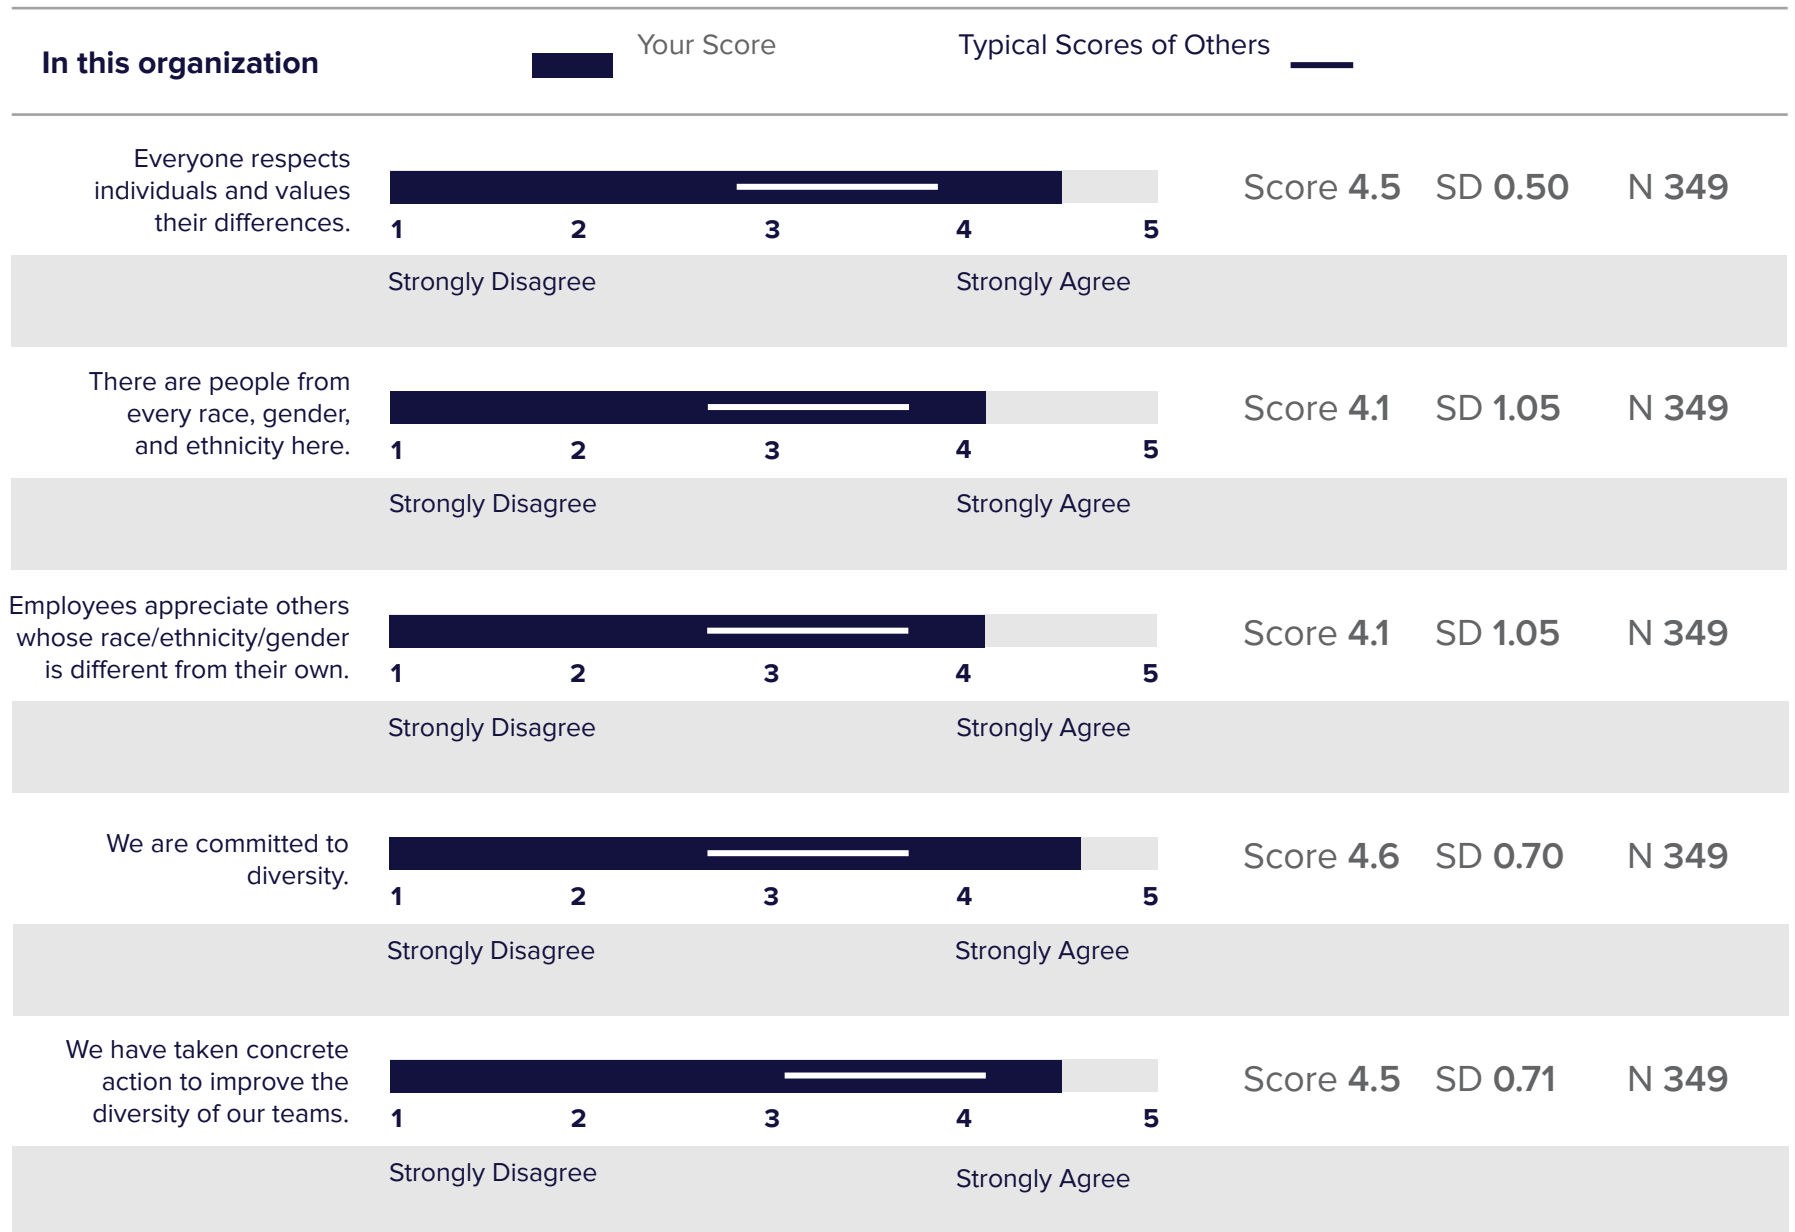 In this organization
Your Score
Typical Scores of Others
Everyone respects
individuals and values
their differences.
Score 4.5 SD 0.50 N 349
1 2 3 4 5
Strongly Disagree Strongly Agree
There are people from
every race, gender,
and ethnicity here.
Score 4.1 SD 1.05 N 349
1 2 3 4 5
Strongly Disagree Strongly Agree
Employees appreciate others
whose race/ethnicity/gender
is different from their own.
Score 4.1 SD 1.05 N 349
1 2 3 4 5
Strongly Disagree Strongly Agree
We are committed to
diversity.
Score 4.6 SD 0.70 N 349
1 2 3 4 5
Strongly Disagree Strongly Agree
We have taken concrete
action to improve the
diversity of our teams.
Score 4.5 SD 0.71 N 349
1 2 3 4 5
Strongly Disagree Strongly Agree